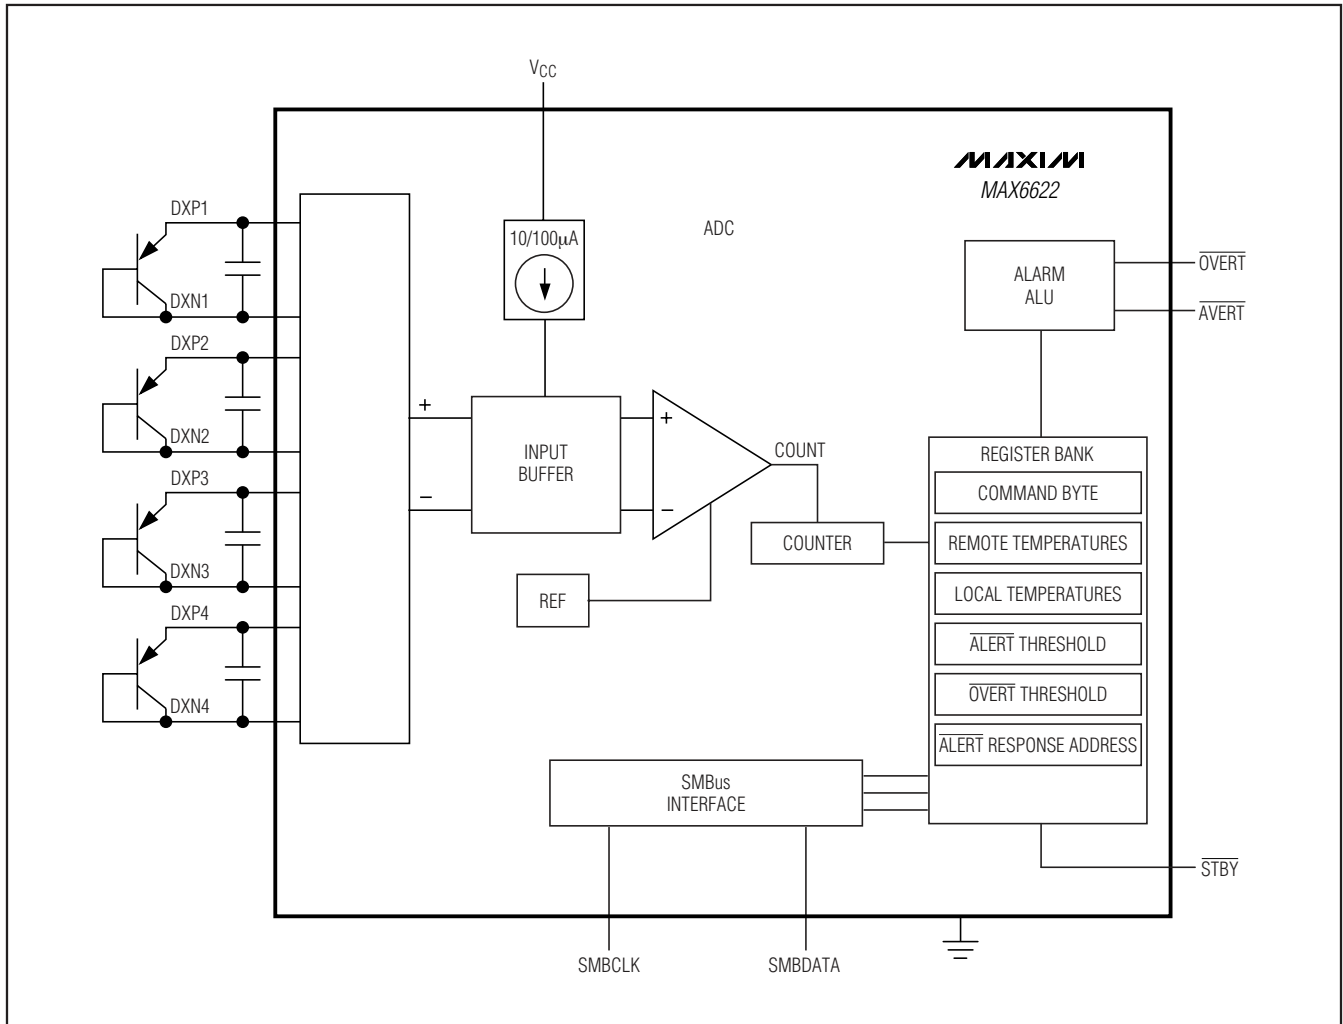 VCC
MAXIM
MAX6622
DXP1
10/100μA
ADC
ALARM
ALU
OVERT
AVERT
DXN1
DXP2
DXN2
+
−
INPUT
BUFFER
+
−
COUNT
REGISTER BANK
COMMAND BYTE
DXP3
COUNTER
REMOTE TEMPERATURES
DXN3
REF
LOCAL TEMPERATURES
DXP4
ALERT THRESHOLD
DXN4
OVERT THRESHOLD
ALERT RESPONSE ADDRESS
SMBus
INTERFACE
STBY
SMBCLK
SMBDATA